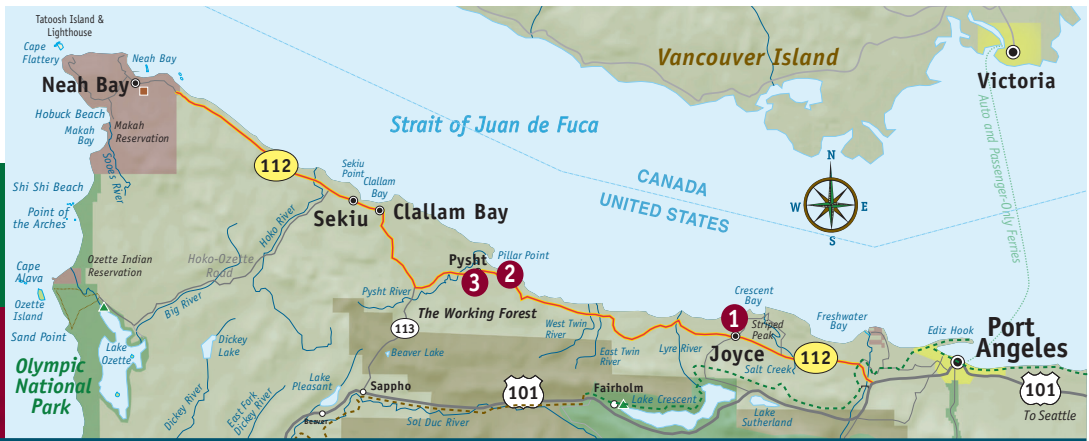 Tatoosh Island &
Lighthouse
Cape
Flattery
Neah Bay
Neah Bay
Hobuck Beach
Makah
Bay
Makah
Reservation
Sooes River
Shi Shi Beach
Point of
the Arches
Cape
Alava
Ozette Indian
Reservation
Ozette
Island
Sand Point
Lake
Ozette
Olympic
National
Park
Big River
Hoko-Ozette
Road
Hoko River
Dickey
Lake
Dickey River
East Fork
Dickey River
Lake
Pleasant
Beaver
Sappho
Beaver Lake
113
112
Sekiu
Point
Clallam
Bay
Sekiu
Clallam Bay
Pysht
Pillar Point
3
2
Pysht River
The Working Forest
Sol Duc River
101
West Twin
River
East Twin
River
Fairholm
Lake Crescent
Lyre River
1
Crescent
Bay
Striped
Peak
Joyce
Salt Creek
112
Freshwater
Bay
Lake
Sutherland
Ediz Hook
Port
Angeles
101
To Seattle
Strait of Juan de Fuca
Vancouver Island
CANADA
UNITED STATES
N
W
E
S
Victoria
Auto and Passenger-Only Ferries